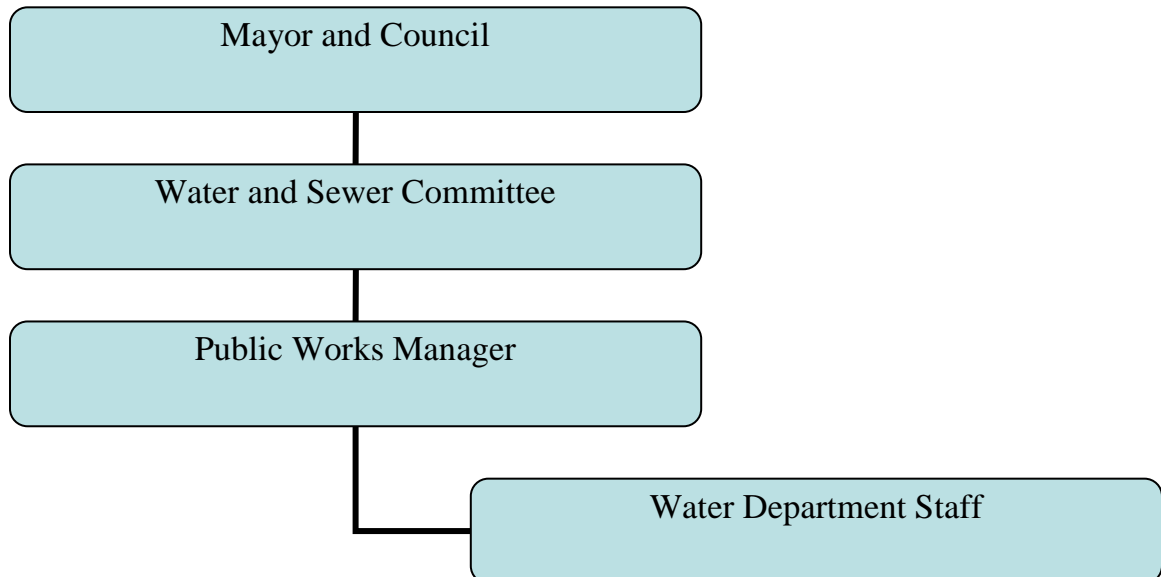 Mayor and Council
Water and Sewer Committee
Public Works Manager
Water Department Staff